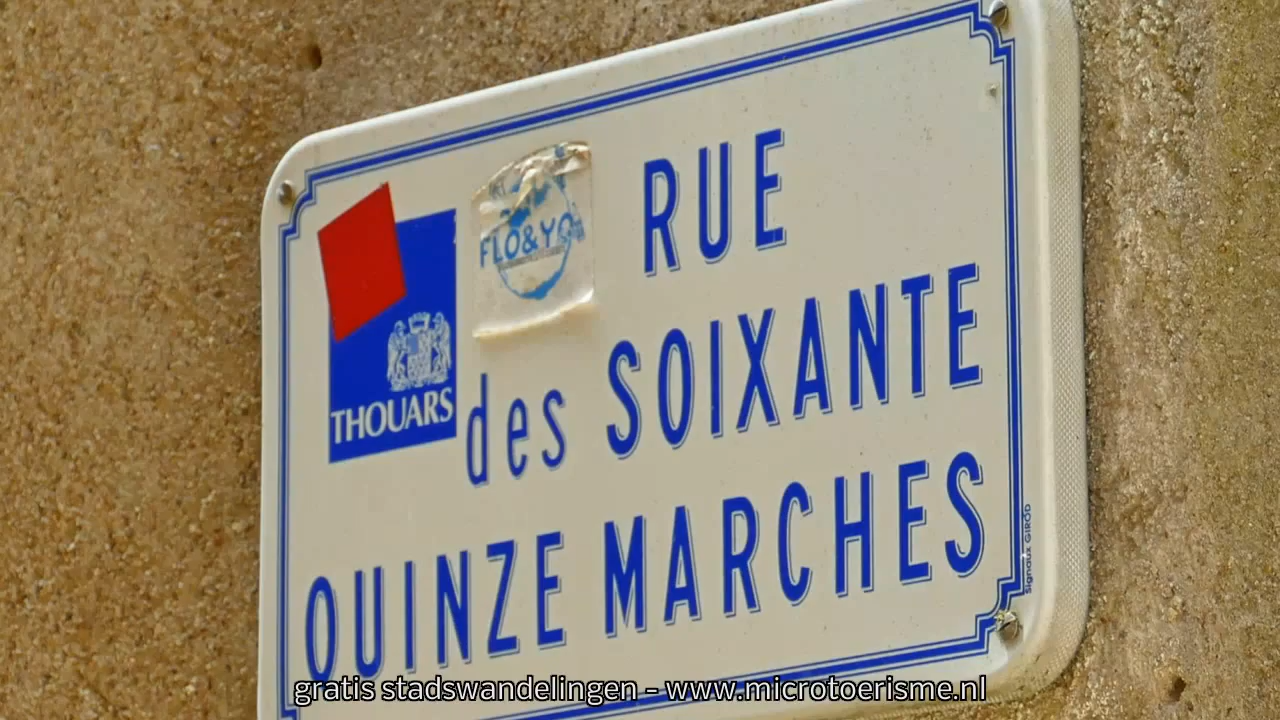 RUE
des SOIXANTE
QUINZE MARCHES
THOUARS
FLO&YO
Signaux GIROD
gratis stadswandelingen - www.microtoerisme.nl